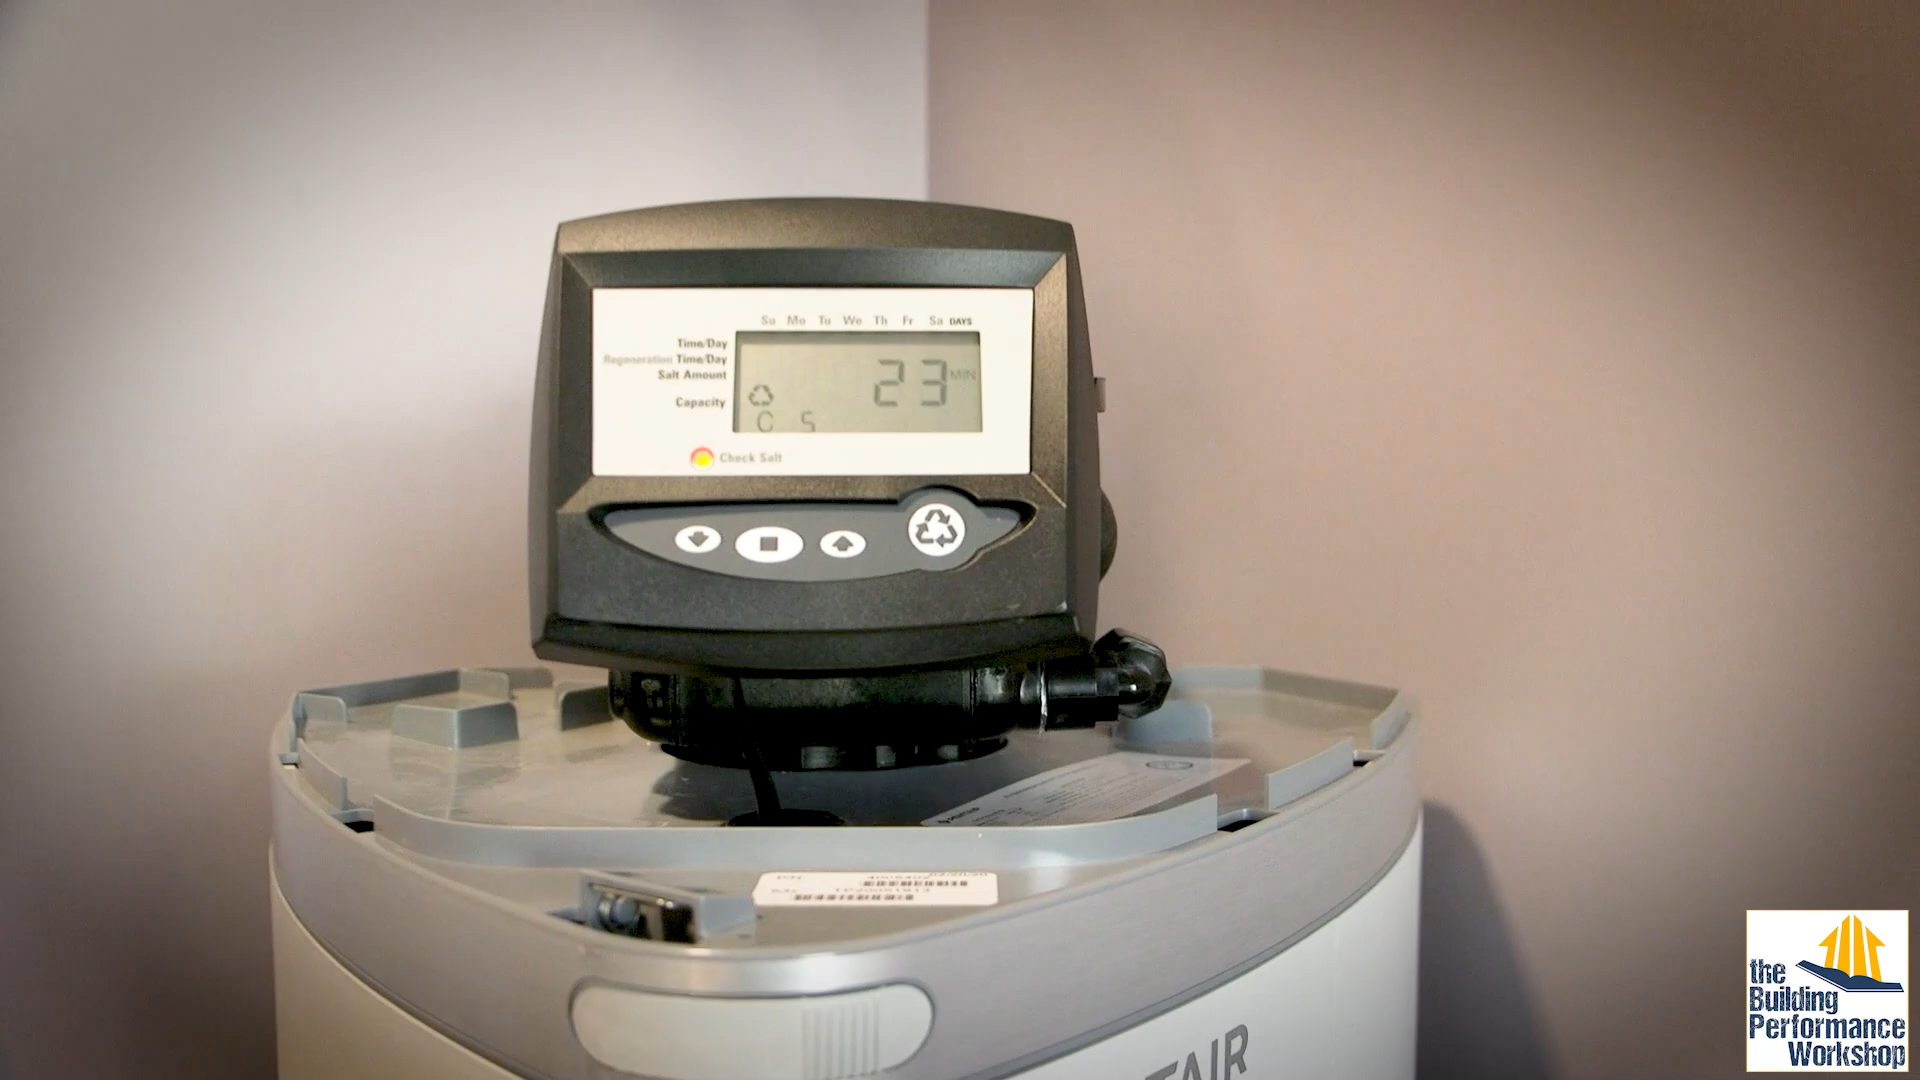 Su Mo Tu We Th Fr Sa DAYS
Time/Day
Regeneration Time/Day
Salt Amount
Capacity
23 MIN
C 5
Check Salt
the
Building
Performance
Workshop